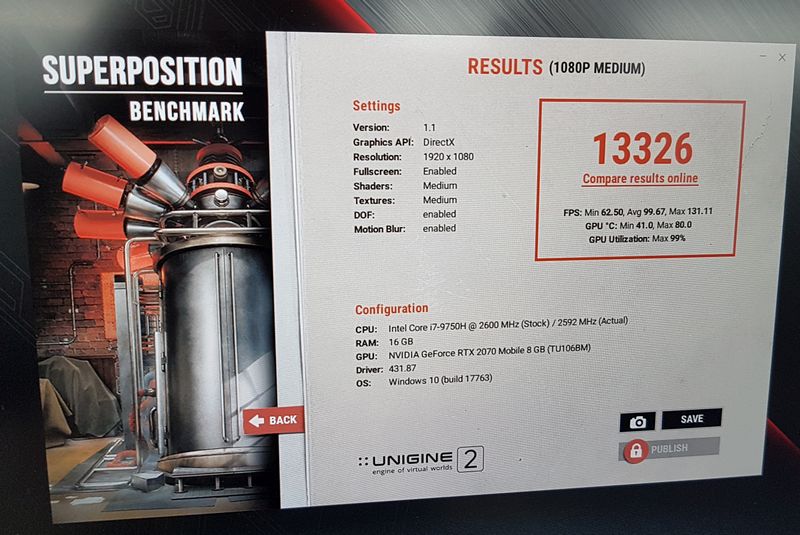 SUPERPOSITION
BENCHMARK
RESULTS (1080P MEDIUM)
Settings
Version: 1.1
Graphics API: DirectX
Resolution: 1920 x 1080
Fullscreen: Enabled
Shaders: Medium
Textures: Medium
DOF: enabled
Motion Blur: enabled
13326
Compare results online
FPS: Min 62.50, Avg 99.67, Max 131.11
GPU °C: Min 41.0, Max 80.0
GPU Utilization: Max 99%
Configuration
CPU: Intel Core i7-9750H @ 2600 MHz (Stock) / 2592 MHz (Actual)
RAM: 16 GB
GPU: NVIDIA GeForce RTX 2070 Mobile 8 GB (TU106BM)
Driver: 431.87
OS: Windows 10 (build 17763)
BACK
SAVE
PUBLISH
UNIGINE 2
engine of virtual worlds